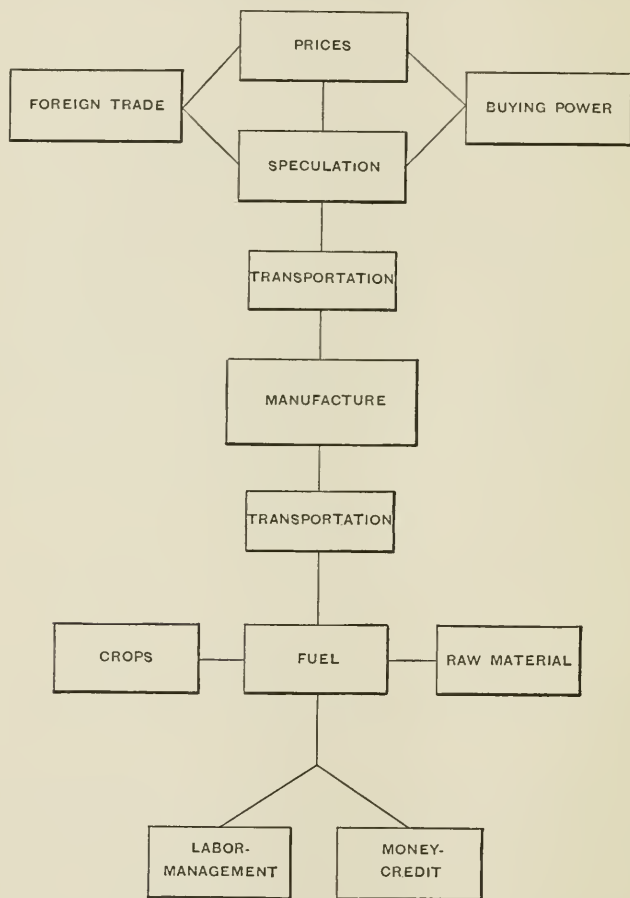 PRICES
FOREIGN TRADE
BUYING POWER
SPECULATION
TRANSPORTATION
MANUFACTURE
TRANSPORTATION
CROPS
FUEL
RAW MATERIAL
LABOR-
MANAGEMENT
MONEY-
CREDIT